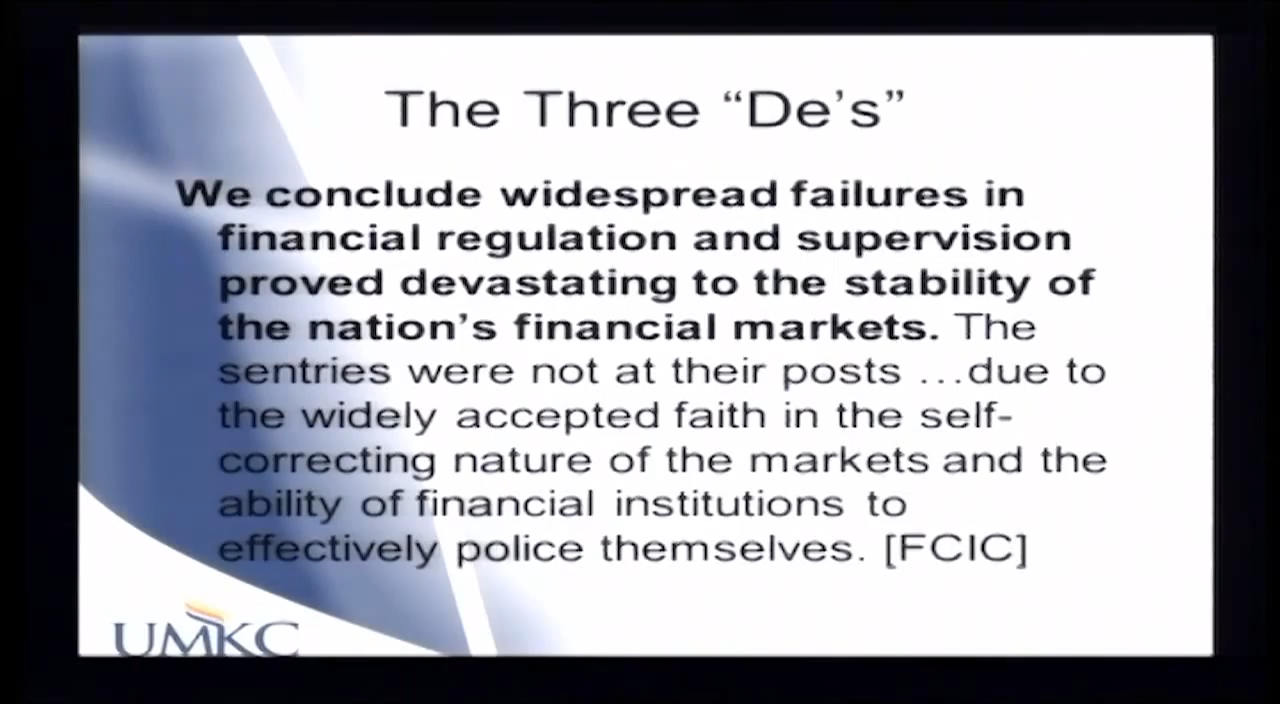 The Three “De’s”
We conclude widespread failures in
financial regulation and supervision
proved devastating to the stability of
the nation’s financial markets. The
sentries were not at their posts …due to
the widely accepted faith in the self-
correcting nature of the markets and the
ability of financial institutions to
effectively police themselves. [FCIC]
UMKC